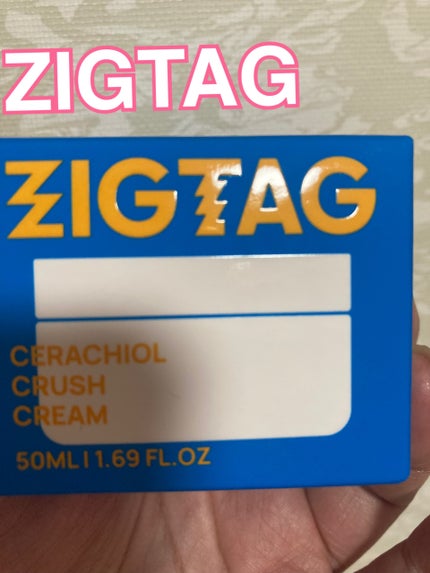 ZIGTAG
ZIGTAG
CERACHIOL
CRUSH
CREAM
50ML I 1.69 FL.OZ